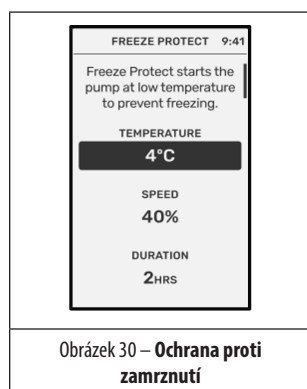 FREEZE PROTECT 9:41
Freeze Protect starts the
pump at low temperature
to prevent freezing.
TEMPERATURE
4°C
SPEED
40%
DURATION
2HRS
Obrázek 30 – Ochrana proti
zamrznutí